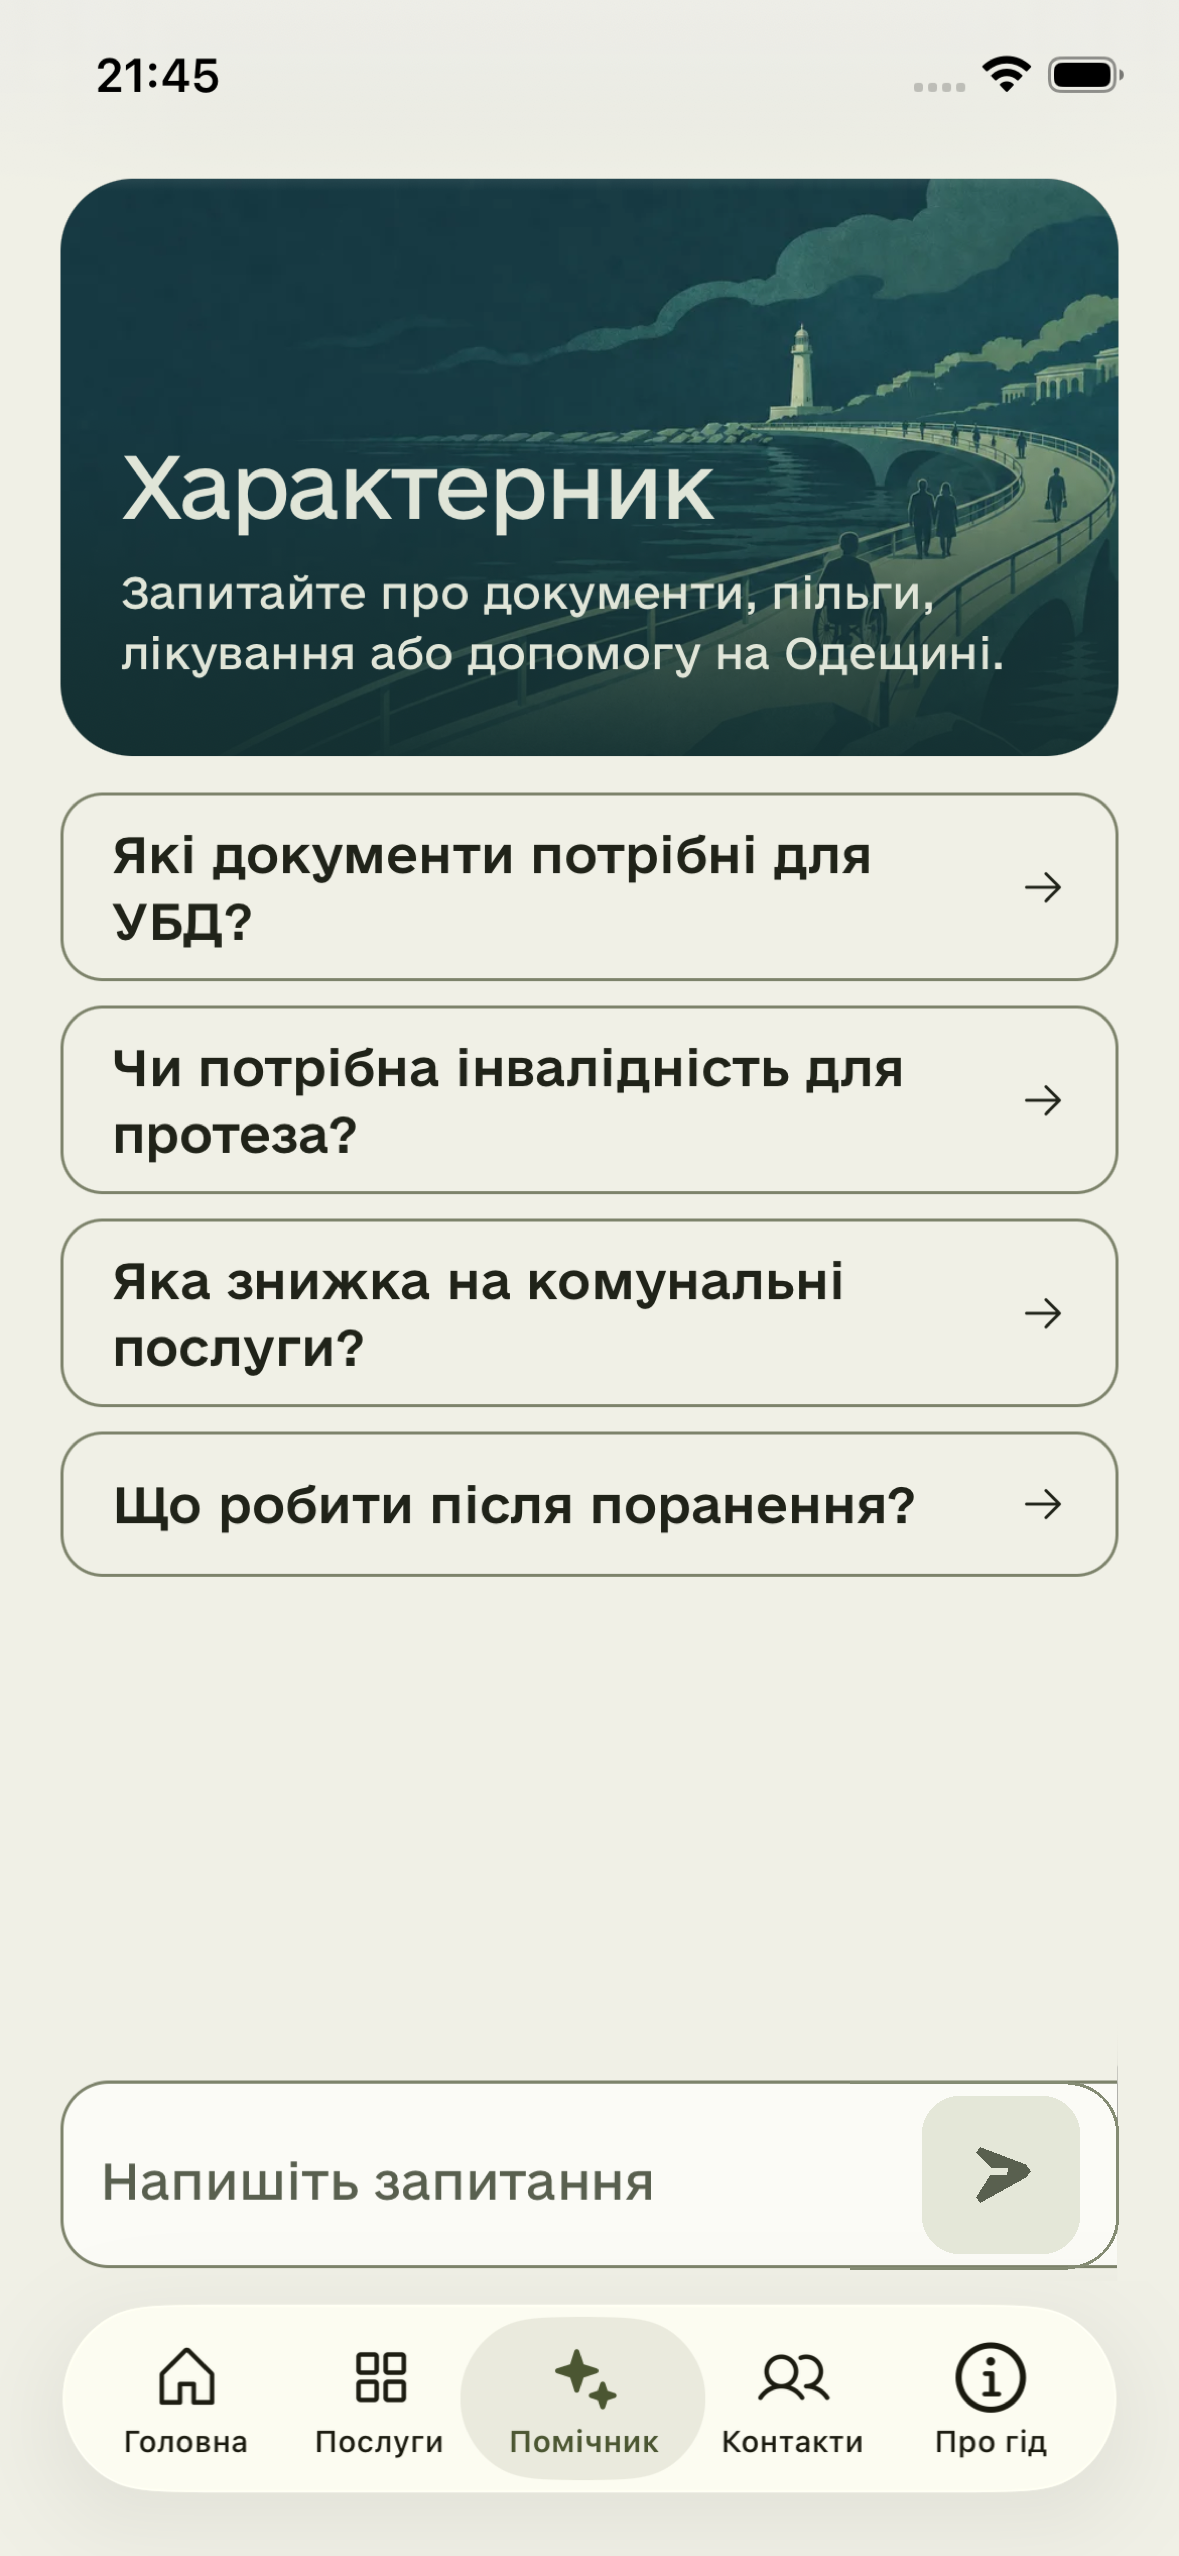 21:45
Характерник
Запитайте про документи, пільги,
лікування або допомогу на Одещині.
Які документи потрібні для
УБД?
Чи потрібна інвалідність для
протеза?
Яка знижка на комунальні
послуги?
Що робити після поранення?
Напишіть запитання
Головна
Послуги
Помічник
Контакти
Про гід